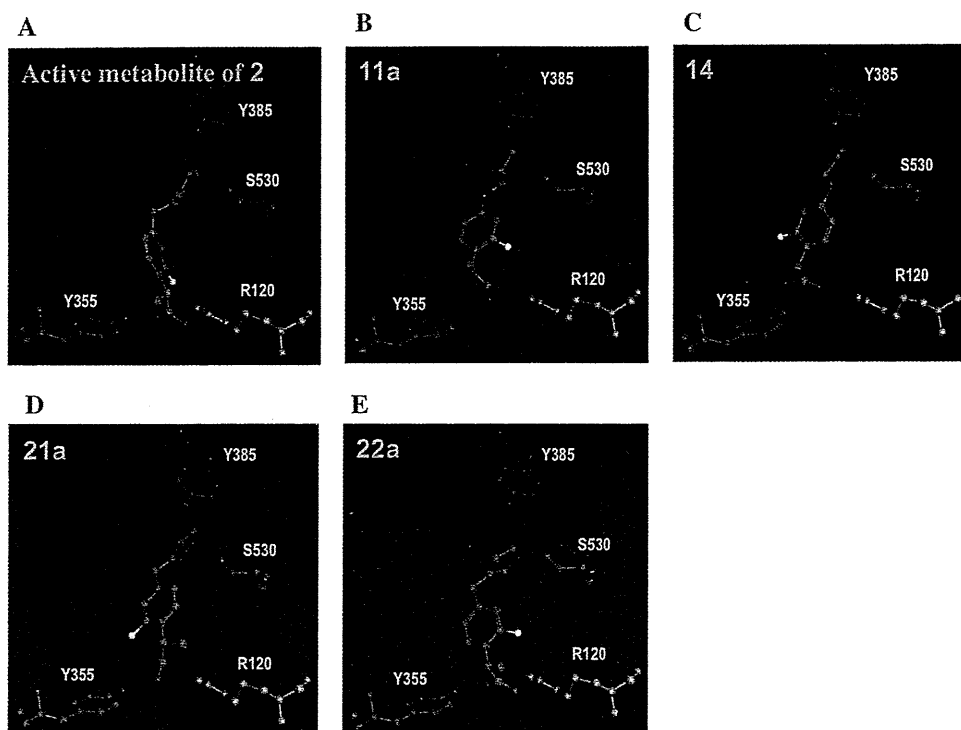 A
Active metabolite of 2
Y385
S530
Y355
R120
B
11a
Y385
S530
Y355
R120
C
14
Y385
S530
Y355
R120
D
21a
Y385
S530
Y355
R120
E
22a
Y385
S530
Y355
R120